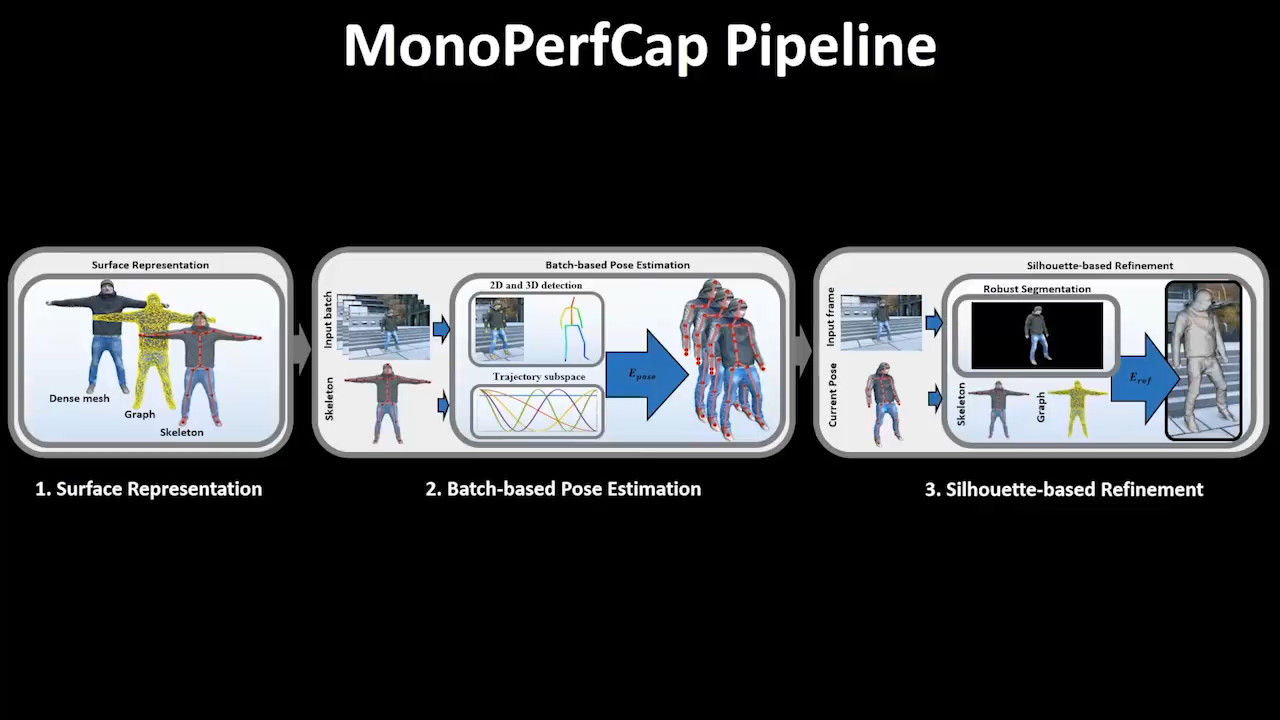 MonoPerfCap Pipeline
Surface Representation
Dense mesh
Graph
Skeleton
1. Surface Representation
Batch-based Pose Estimation
Input batch
Skeleton
2D and 3D detection
Trajectory subspace
E_pose
2. Batch-based Pose Estimation
Silhouette-based Refinement
Input frame
Current Pose
Robust Segmentation
Skeleton
Graph
E_ref
3. Silhouette-based Refinement